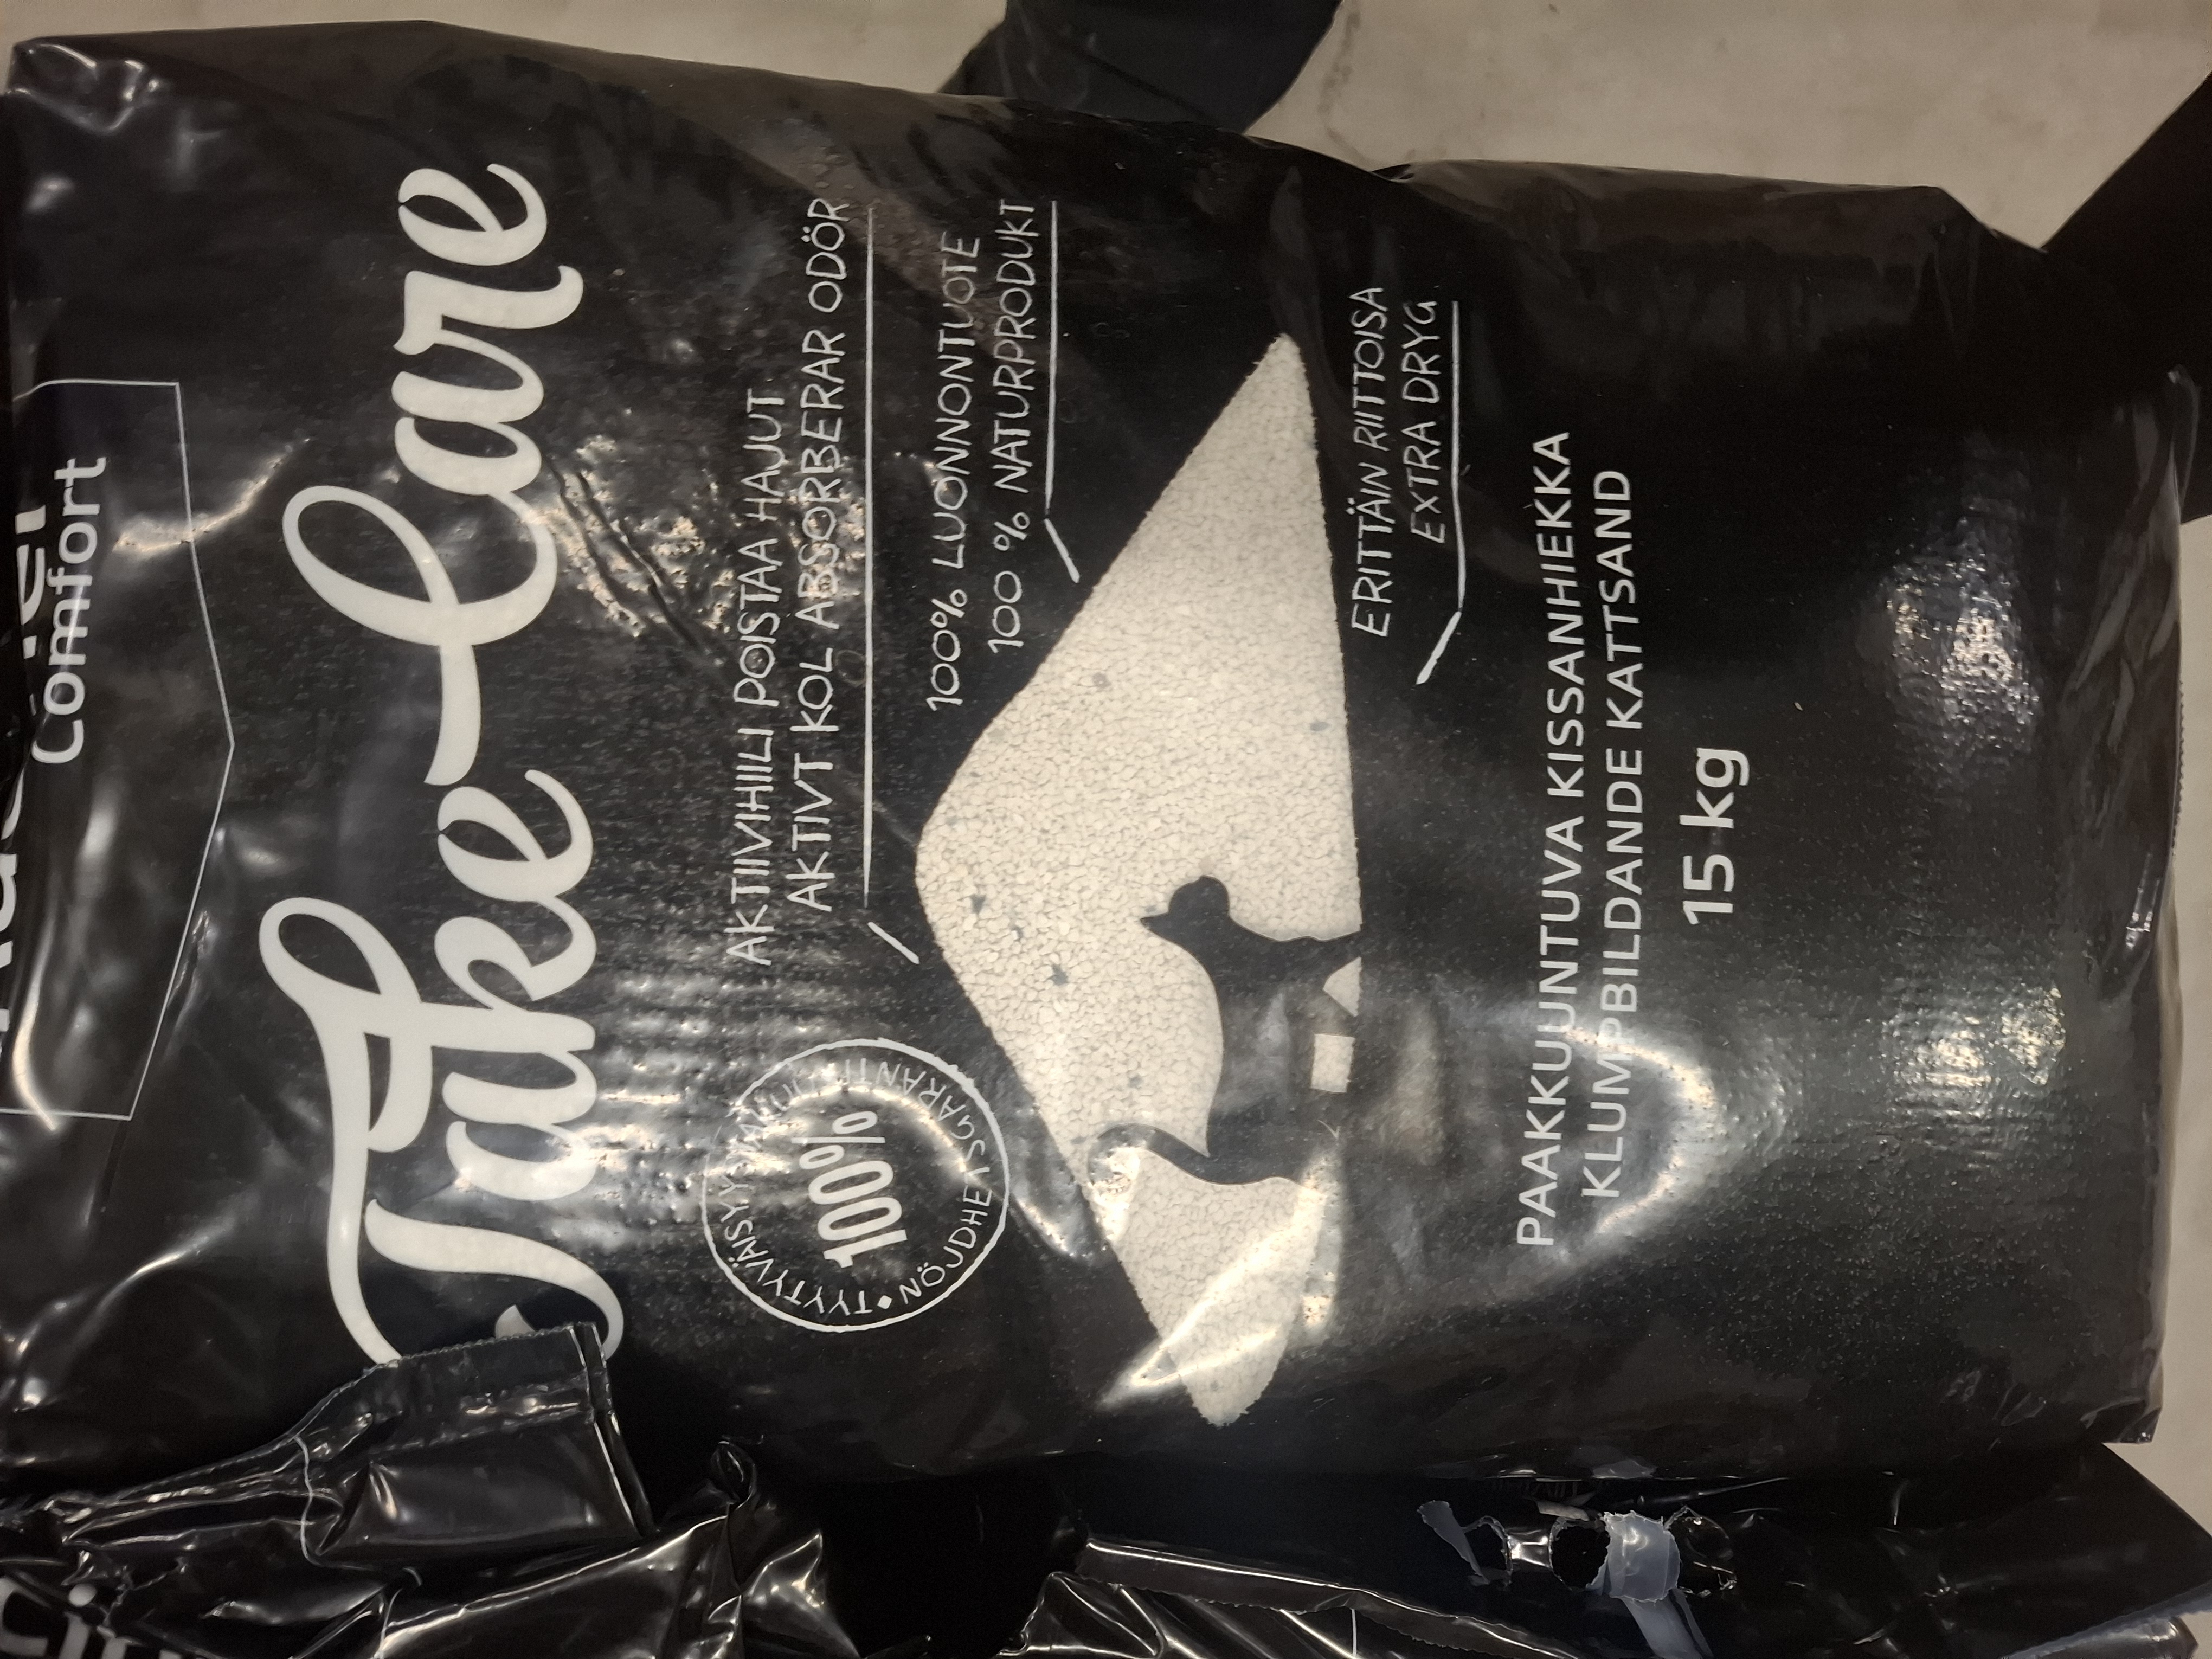 Comfort
Take Care
AKTIIVIHIILI POISTAA HAJUT
AKTIVT KOL ABSORBERAR ODÖR
100%
100% LUONNONTUOTE
100 % NATURPRODUKT
ERITTÄIN RIITTOISA
EXTRA DRYG
PAAKKUUNTUVA KISSANHIEKKA
KLUMPBILDANDE KATTSAND
15 kg